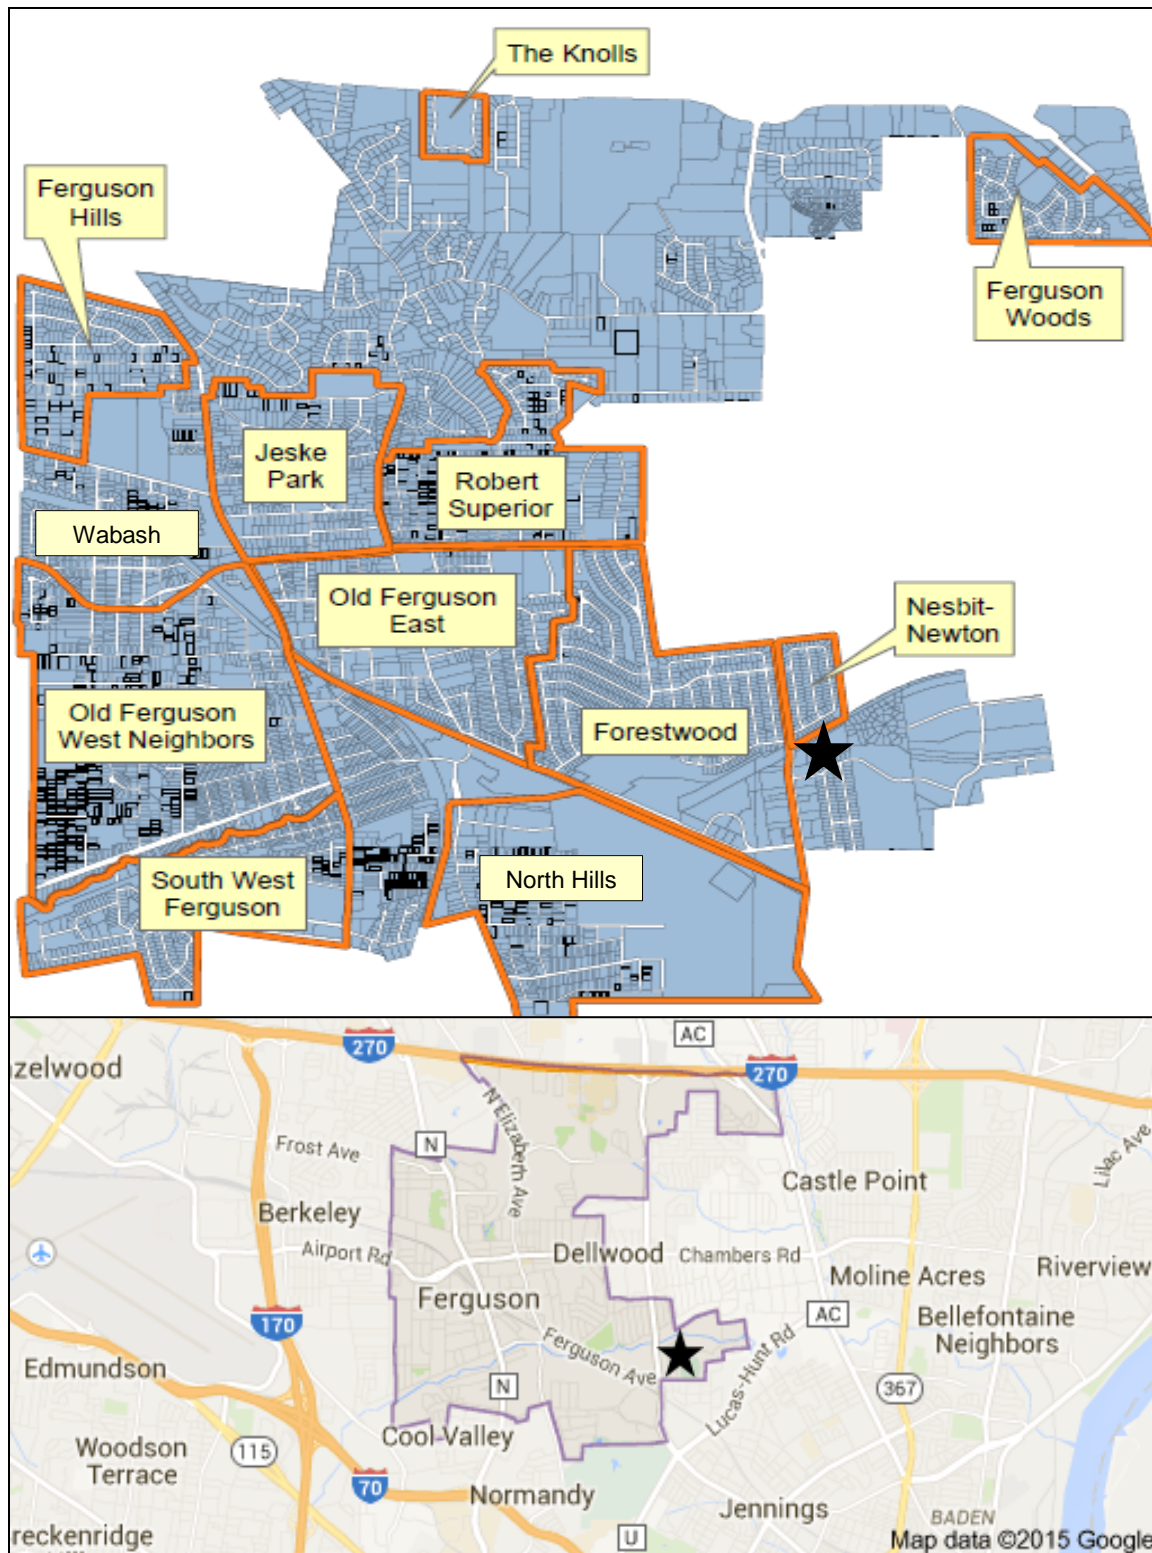 The Knolls
Ferguson
Hills
Ferguson
Woods
Jeske
Park
Robert
Superior
Wabash
Old Ferguson
East
Nesbit-
Newton
Old Ferguson
West Neighbors
Forestwood
South West
Ferguson
North Hills
270
AC
270
zelwood
N
N Elizabeth Ave
Frost Ave
Lilac Ave
Castle Point
Berkeley
Airport Rd
Dellwood
Chambers Rd
Riverview
Moline Acres
Ferguson
AC
170
Bellefontaine
Neighbors
Ferguson Ave
Lucas-Hunt Rd
Edmundson
N
367
Cool Valley
Woodson
Terrace
115
70
Normandy
Jennings
BADEN
reckenridge
U
Map data ©2015 Google